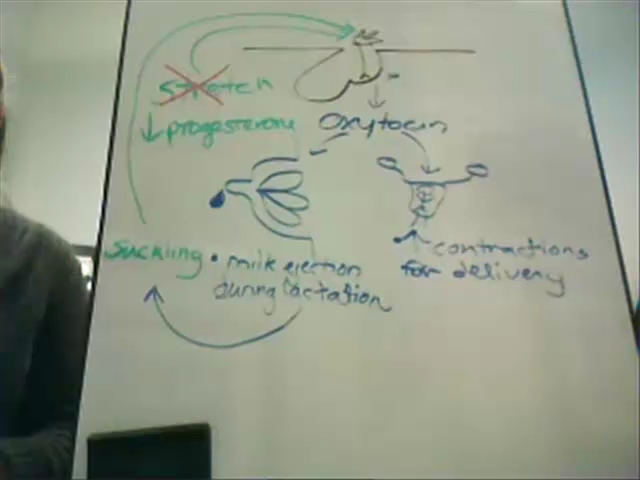 stretch
↓ progesterone
Oxytocin
Suckling
• milk ejection
during lactation
• ↑ contractions
for delivery